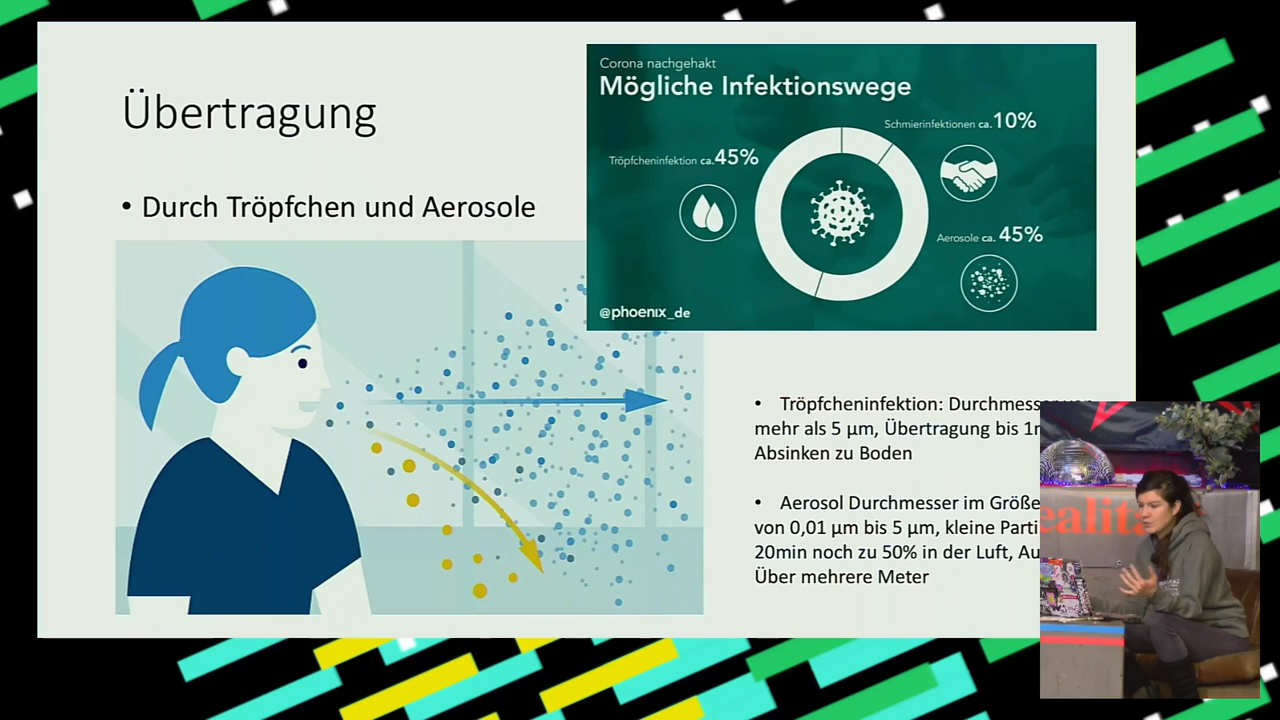 Übertragung
• Durch Tröpfchen und Aerosole
Corona nachgehakt
Mögliche Infektionswege
Schmierinfektionen ca.10%
Tröpfcheninfektion ca.45%
Aerosole ca. 45%
@phoenix_de
• Tröpfcheninfektion: Durchmesser von
mehr als 5 µm, Übertragung bis
Absinken zu Boden
• Aerosol Durchmesser im
von 0,01 µm bis 5 µm, kleine
20min noch zu 50% in der Luft,
Über mehrere Meter